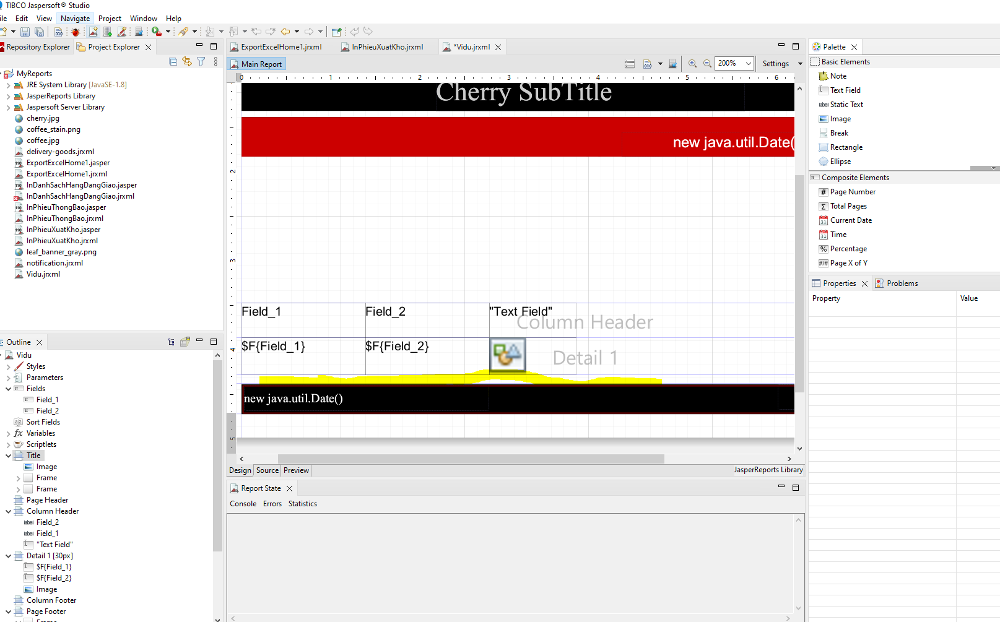 TIBCO Jaspersoft® Studio
ile Edit View Navigate Project Window Help
Repository Explorer Project Explorer
MyReports
JRE System Library [JavaSE-1.8]
JasperReports Library
Jaspersoft Server Library
cherry.jpg
coffee_stain.png
coffee.jpg
delivery-goods.jrxml
ExportExcelHome1.jasper
ExportExcelHome1.jrxml
InDanhSachHangDangGiao.jasper
InDanhSachHangDangGiao.jrxml
InPhieuThongBao.jasper
InPhieuThongBao.jrxml
InPhieuXuatKho.jasper
InPhieuXuatKho.jrxml
leaf_banner_gray.png
notification.jrxml
Vidu.jrxml
Outline
Vidu
Styles
Parameters
Fields
Field_1
Field_2
Sort Fields
Variables
Scriptlets
Title
Image
Frame
Frame
Page Header
Column Header
Field_2
Field_1
"Text Field"
Detail 1 [30px]
$F{Field_1}
$F{Field_2}
Image
Column Footer
Page Footer
ExportExcelHome1.jrxml InPhieuXuatKho.jrxml *Vidu.jrxml
Main Report
200% Settings
0 1 2 3 4 5 6
Cherry SubTitle
new java.util.Date(
2
3
Field_1 Field_2 "Text Field"
Column Header
4
$F{Field_1} $F{Field_2}
Detail 1
new java.util.Date()
5
Design Source Preview JasperReports Library
Report State
Console Errors Statistics
Palette
Basic Elements
Note
Text Field
Static Text
Image
Break
Rectangle
Ellipse
Composite Elements
Page Number
Total Pages
Current Date
Time
Percentage
Page X of Y
Properties Problems
Property Value